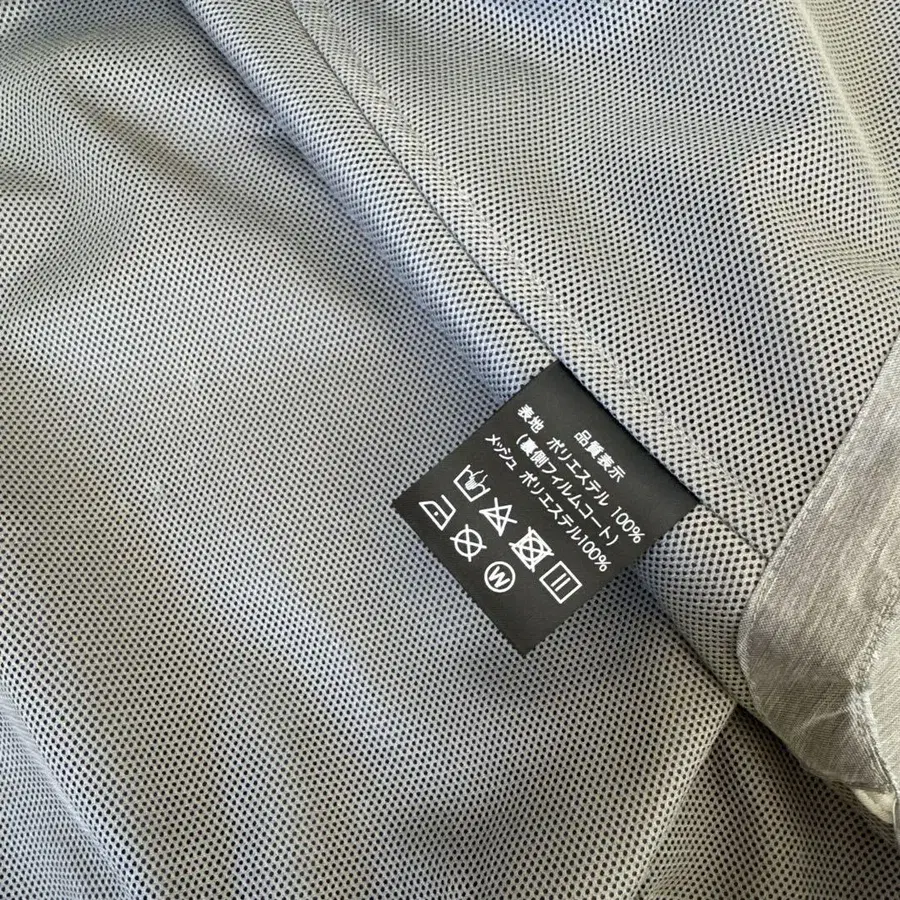 品質表示
表地 ポリエステル 100%
(裏側フィルムコート)
メッシュ ポリエステル100%
W